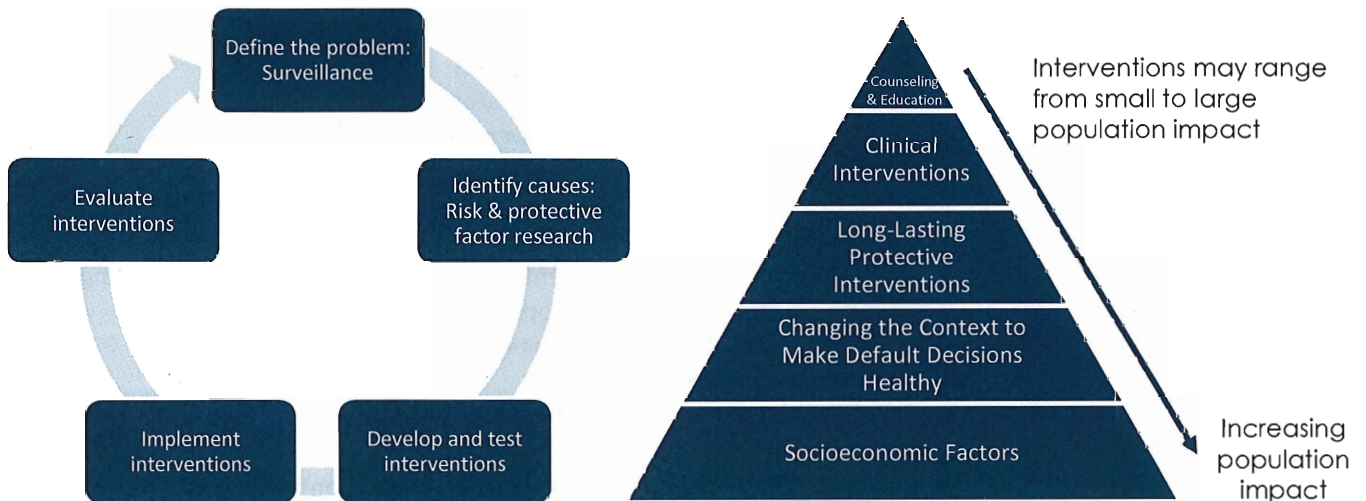 Define the problem:
Surveillance
Identify causes:
Risk & protective
factor research
Develop and test
interventions
Implement
interventions
Evaluate
interventions
Counseling
& Education
Clinical
Interventions
Long-Lasting
Protective
Interventions
Changing the Context to
Make Default Decisions
Healthy
Socioeconomic Factors
Interventions may range
from small to large
population impact
Increasing
population
impact